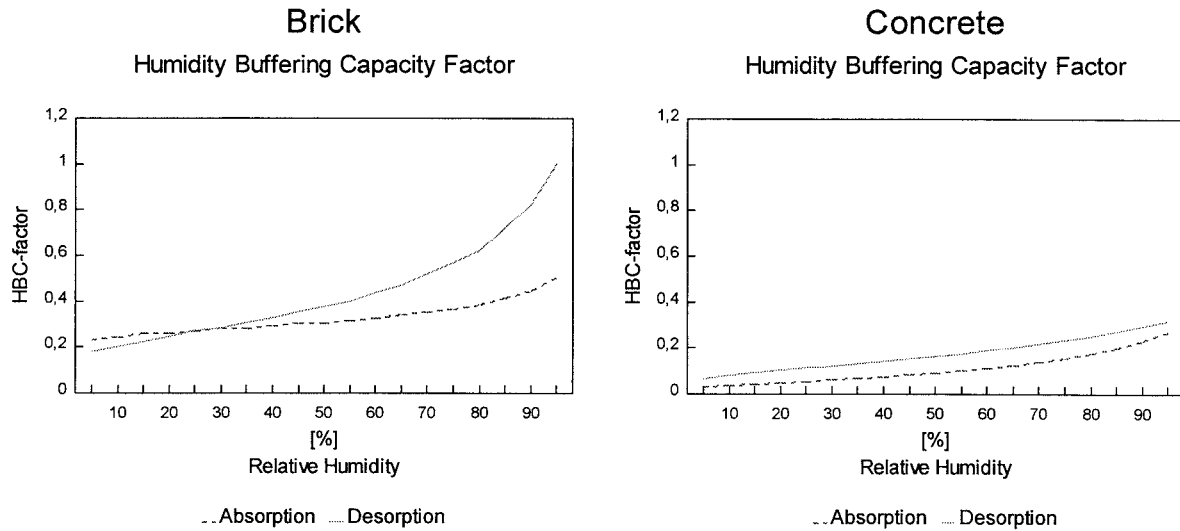 Brick
Humidity Buffering Capacity Factor
HBC-factor
1,2
1
0,8
0,6
0,4
0,2
0
10 20 30 40 50 60 70 80 90
[%]
Relative Humidity
Absorption Desorption
Concrete
Humidity Buffering Capacity Factor
HBC-factor
1,2
1
0,8
0,6
0,4
0,2
0
10 20 30 40 50 60 70 80 90
[%]
Relative Humidity
Absorption Desorption